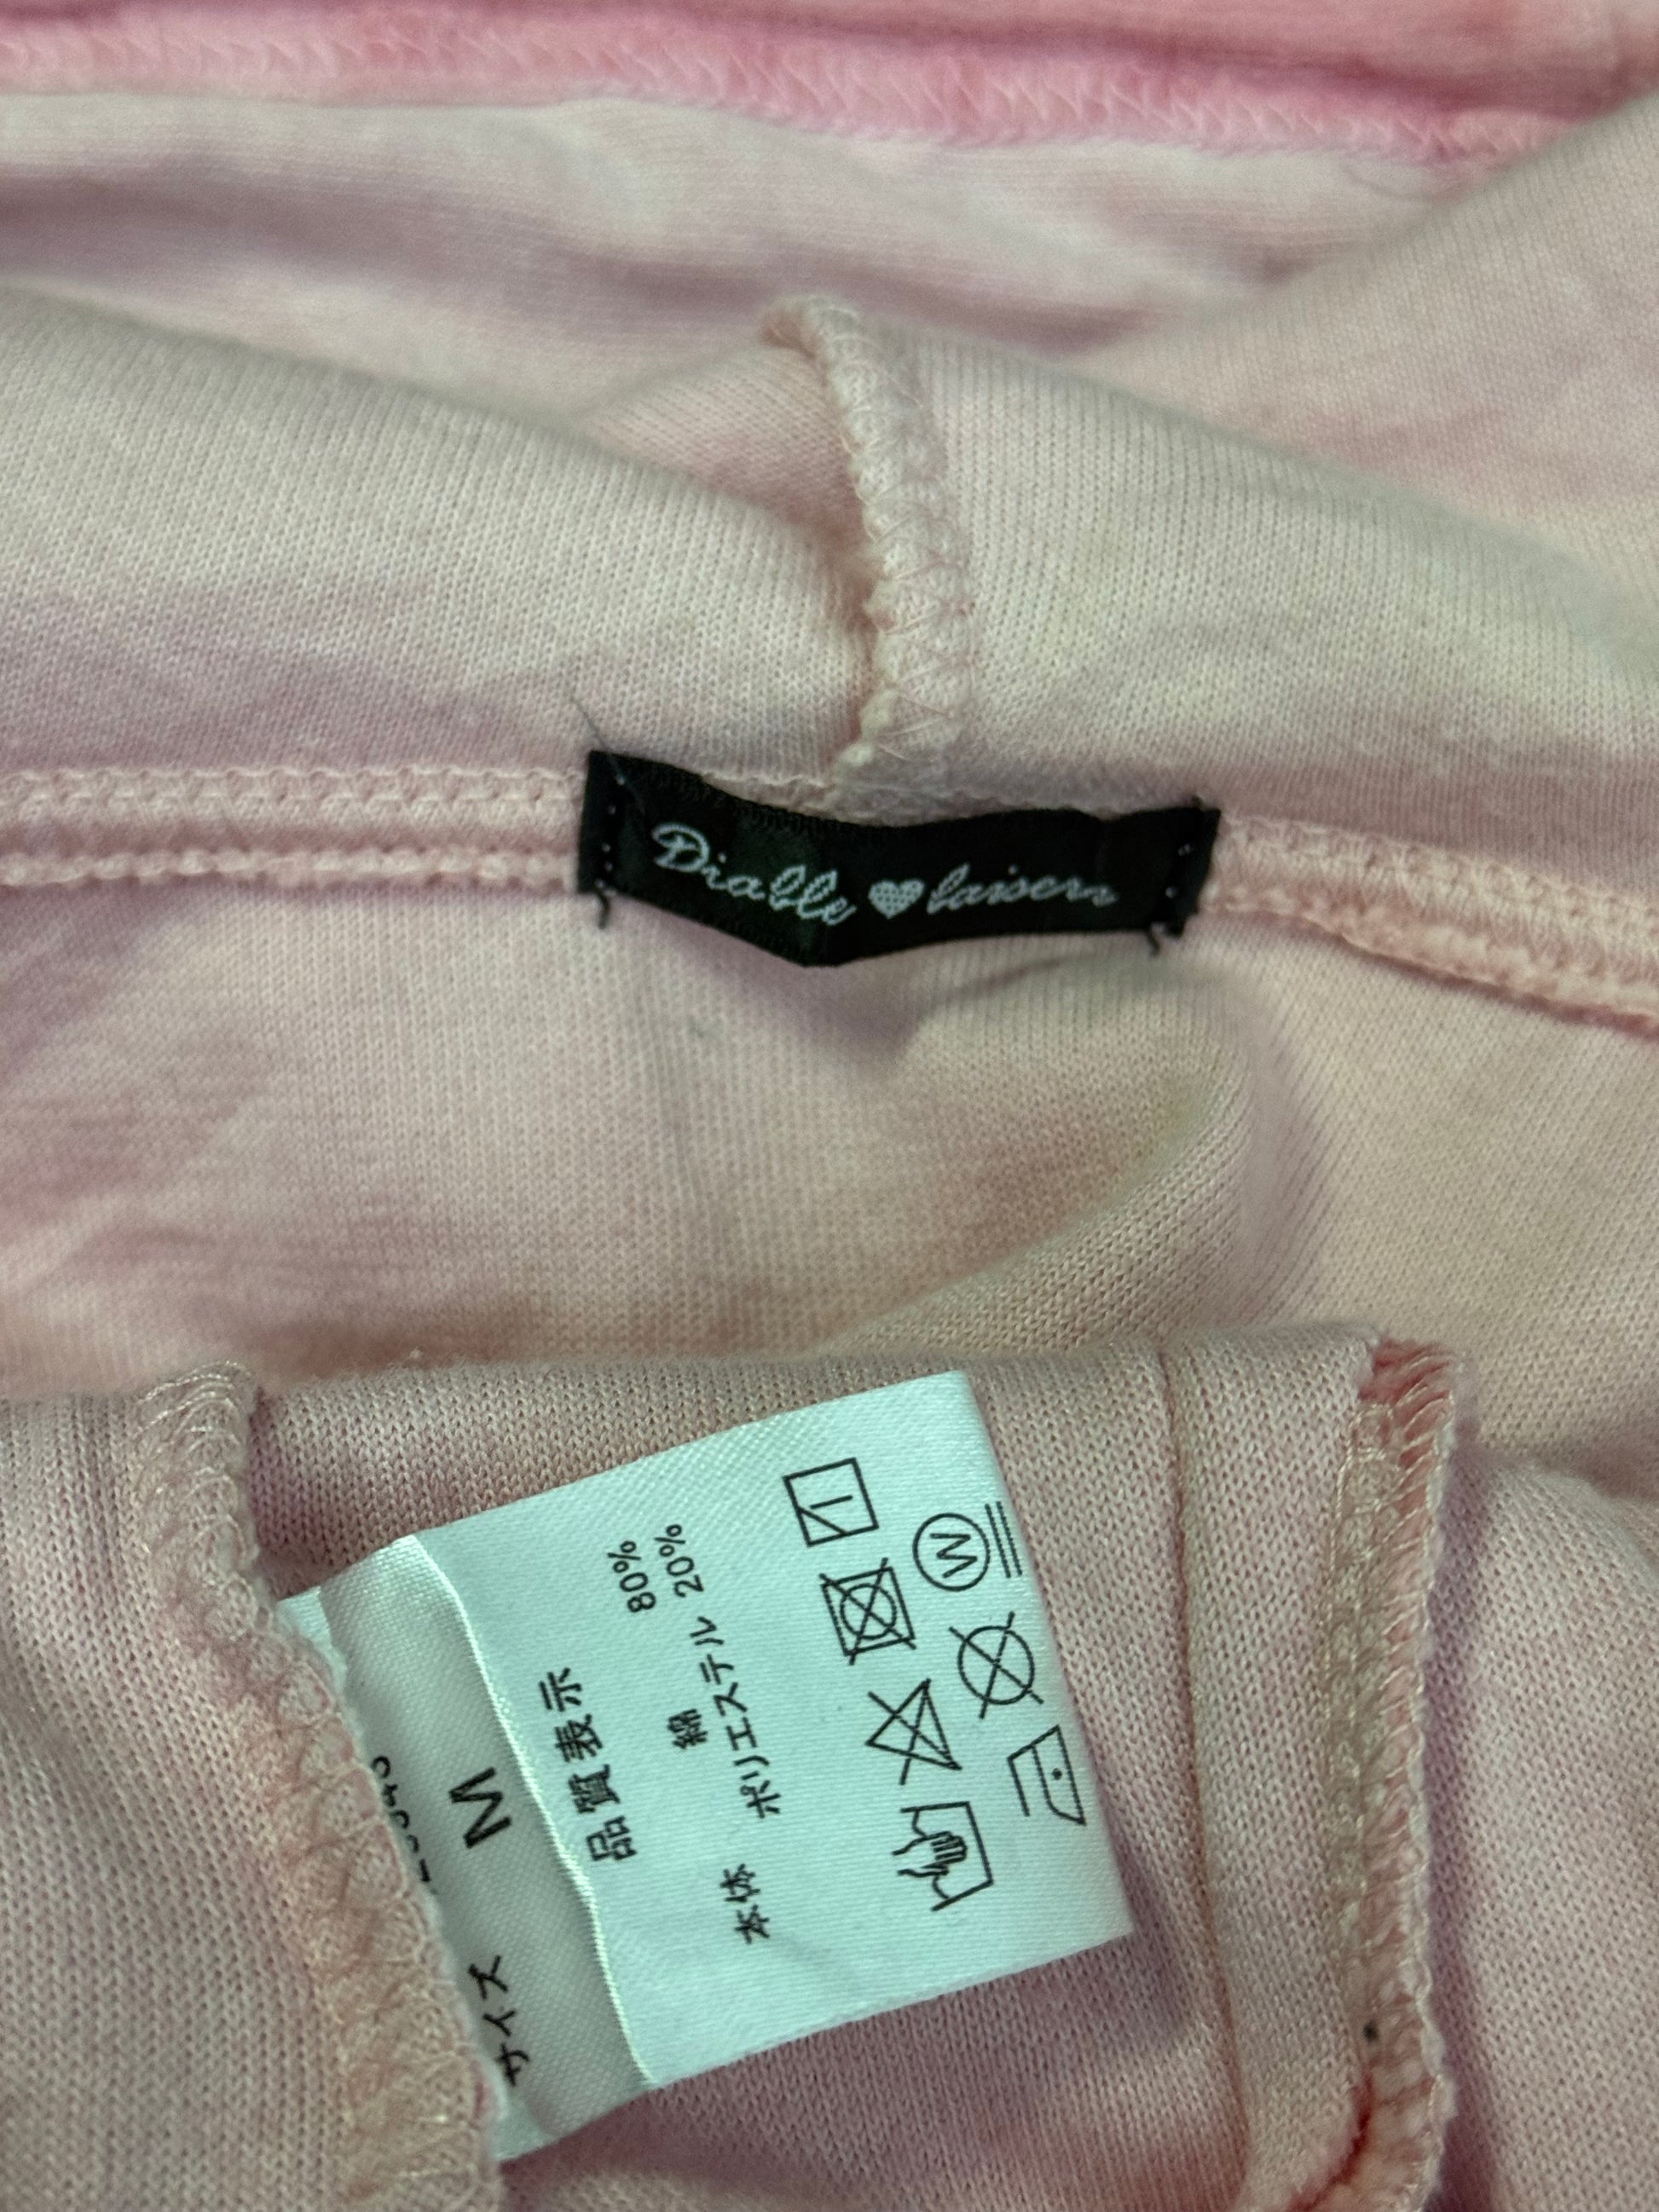 Diable ♥ baisers
サイズ M
品質表示
本体 綿 80%
ポリエステル 20%
W